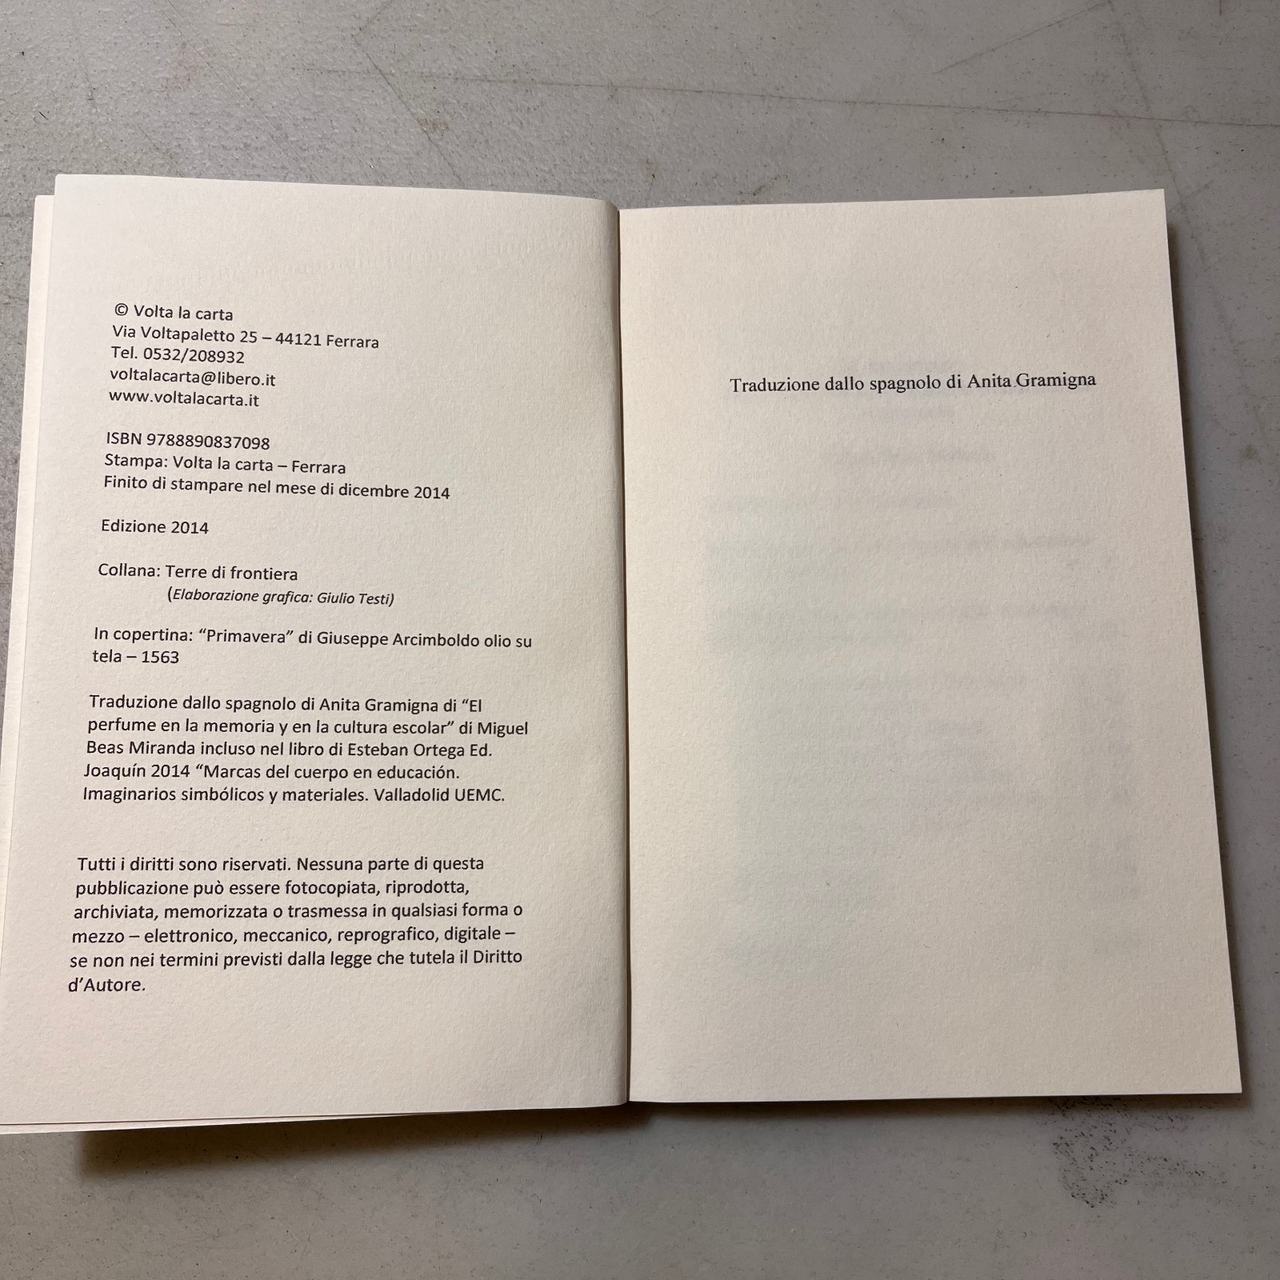 © Volta la carta
Via Voltapaletto 25 – 44121 Ferrara
Tel. 0532/208932
voltalacarta@libero.it
www.voltalacarta.it
ISBN 9788890837098
Stampa: Volta la carta – Ferrara
Finito di stampare nel mese di dicembre 2014
Edizione 2014
Collana: Terre di frontiera
(Elaborazione grafica: Giulio Testi)
In copertina: “Primavera” di Giuseppe Arcimboldo olio su
tela – 1563
Traduzione dallo spagnolo di Anita Gramigna di “El
perfume en la memoria y en la cultura escolar” di Miguel
Beas Miranda incluso nel libro di Esteban Ortega Ed.
Joaquín 2014 “Marcas del cuerpo en educación.
Imaginarios simbólicos y materiales. Valladolid UEMC.
Tutti i diritti sono riservati. Nessuna parte di questa
pubblicazione può essere fotocopiata, riprodotta,
archiviata, memorizzata o trasmessa in qualsiasi forma o
mezzo – elettronico, meccanico, reprografico, digitale –
se non nei termini previsti dalla legge che tutela il Diritto
d’Autore.
Traduzione dallo spagnolo di Anita Gramigna